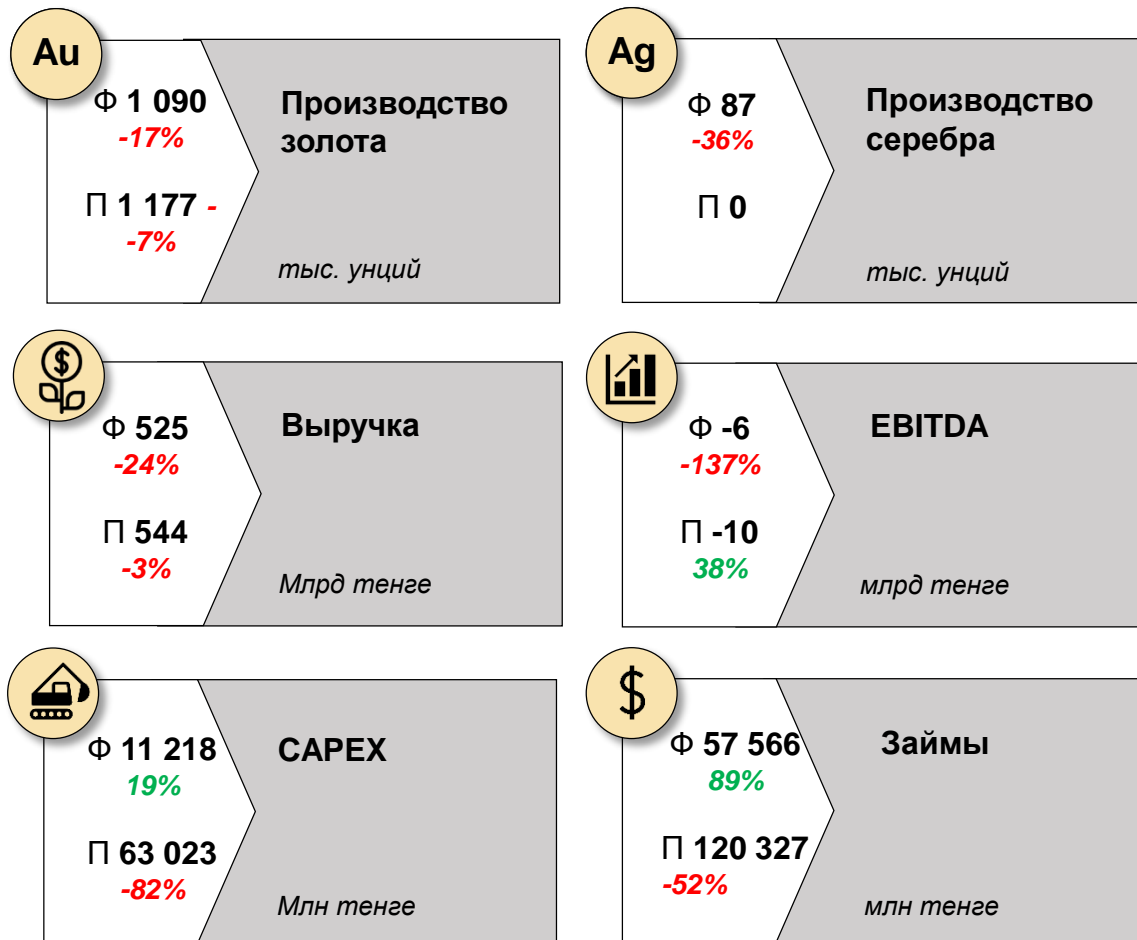 Au
Ф 1 090
-17%
П 1 177 -
-7%
Производство
золота
тыс. унций
Ag
Ф 87
-36%
П 0
Производство
серебра
тыс. унций
$
Ф 525
-24%
П 544
-3%
Выручка
Млрд тенге
Ф -6
-137%
П -10
38%
EBITDA
млрд тенге
Ф 11 218
19%
П 63 023
-82%
CAPEX
Млн тенге
$
Ф 57 566
89%
П 120 327
-52%
Займы
млн тенге